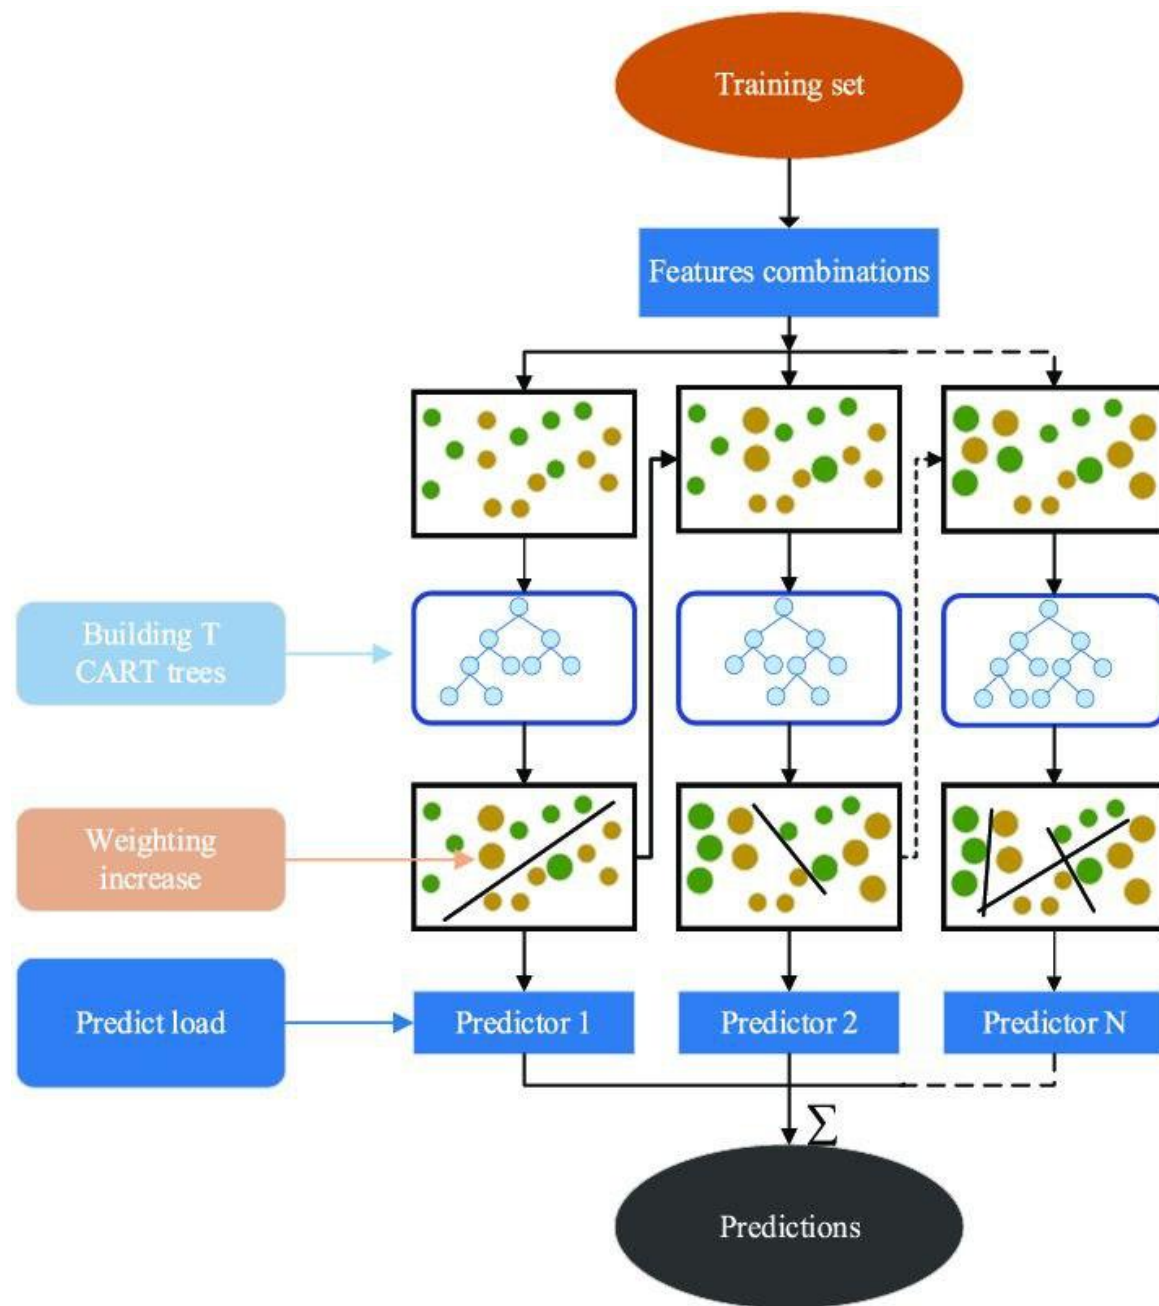 Training set
Features combinations
Building T
CART trees
Weighting
increase
Predict load
Predictor 1
Predictor 2
Predictor N
Σ
Predictions